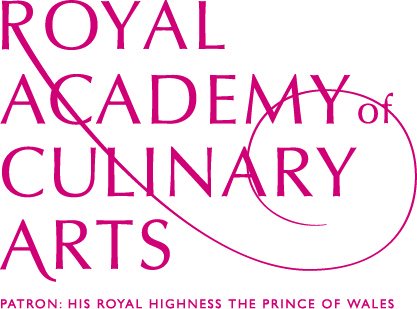 ROYAL
ACADEMY of
CULINARY
ARTS
PATRON: HIS ROYAL HIGHNESS THE PRINCE OF WALES